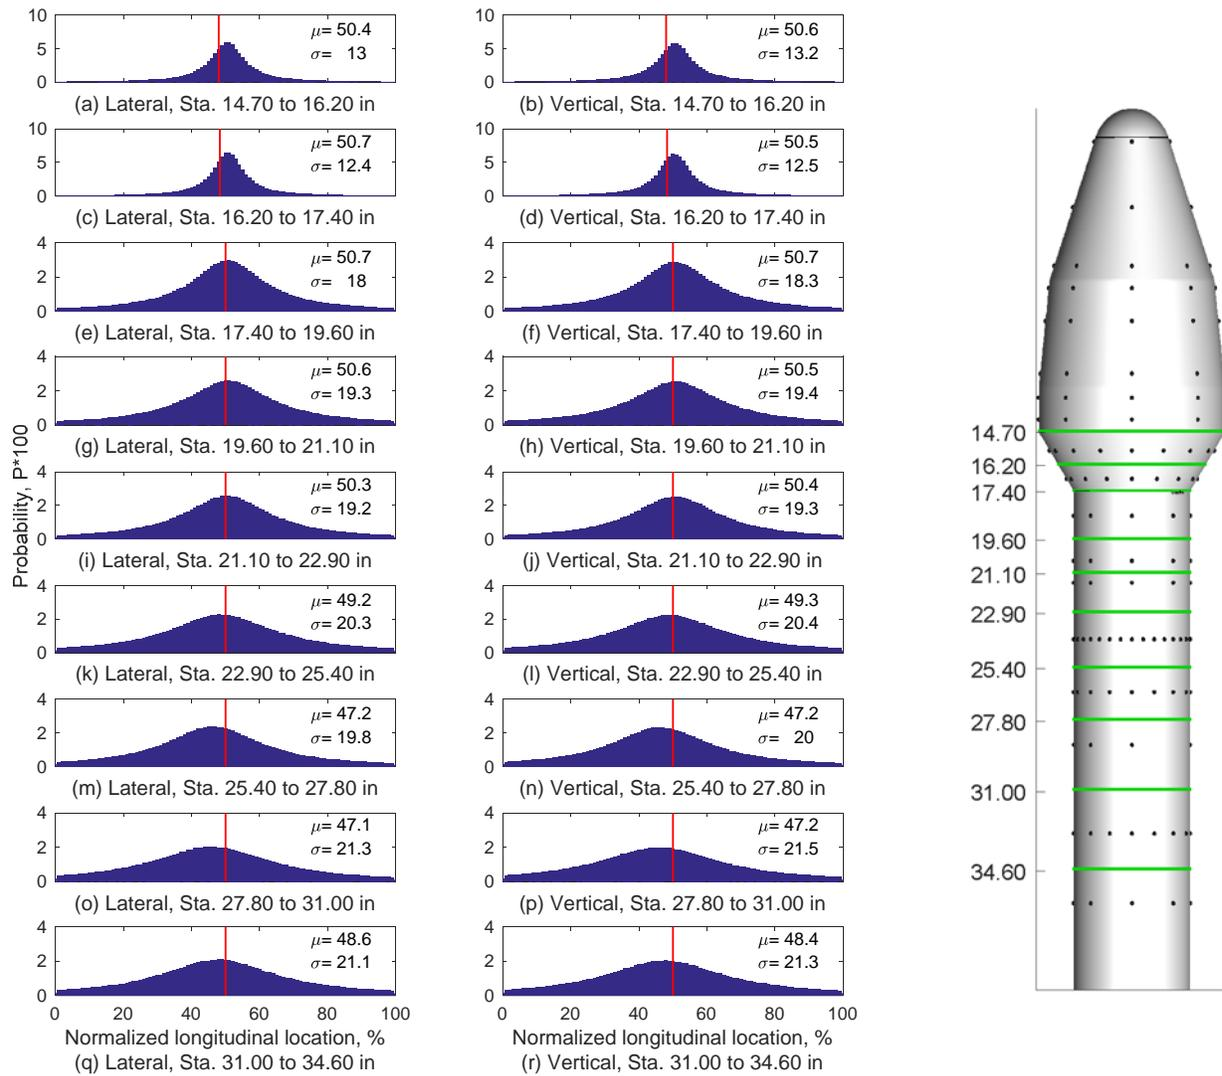 10
5
0
μ= 50.4
σ= 13
(a) Lateral, Sta. 14.70 to 16.20 in
10
5
0
μ= 50.6
σ= 13.2
(b) Vertical, Sta. 14.70 to 16.20 in
10
5
0
μ= 50.7
σ= 12.4
(c) Lateral, Sta. 16.20 to 17.40 in
10
5
0
μ= 50.5
σ= 12.5
(d) Vertical, Sta. 16.20 to 17.40 in
4
2
0
μ= 50.7
σ= 18
(e) Lateral, Sta. 17.40 to 19.60 in
4
2
0
μ= 50.7
σ= 18.3
(f) Vertical, Sta. 17.40 to 19.60 in
4
2
0
μ= 50.6
σ= 19.3
(g) Lateral, Sta. 19.60 to 21.10 in
4
2
0
μ= 50.5
σ= 19.4
(h) Vertical, Sta. 19.60 to 21.10 in
Probability, P*100
4
2
0
μ= 50.3
σ= 19.2
(i) Lateral, Sta. 21.10 to 22.90 in
4
2
0
μ= 50.4
σ= 19.3
(j) Vertical, Sta. 21.10 to 22.90 in
4
2
0
μ= 49.2
σ= 20.3
(k) Lateral, Sta. 22.90 to 25.40 in
4
2
0
μ= 49.3
σ= 20.4
(l) Vertical, Sta. 22.90 to 25.40 in
4
2
0
μ= 47.2
σ= 19.8
(m) Lateral, Sta. 25.40 to 27.80 in
4
2
0
μ= 47.2
σ= 20
(n) Vertical, Sta. 25.40 to 27.80 in
4
2
0
μ= 47.1
σ= 21.3
(o) Lateral, Sta. 27.80 to 31.00 in
4
2
0
μ= 47.2
σ= 21.5
(p) Vertical, Sta. 27.80 to 31.00 in
4
2
0
μ= 48.6
σ= 21.1
0 20 40 60 80 100
Normalized longitudinal location, %
(q) Lateral, Sta. 31.00 to 34.60 in
4
2
0
μ= 48.4
σ= 21.3
0 20 40 60 80 100
Normalized longitudinal location, %
(r) Vertical, Sta. 31.00 to 34.60 in
14.70
16.20
17.40
19.60
21.10
22.90
25.40
27.80
31.00
34.60